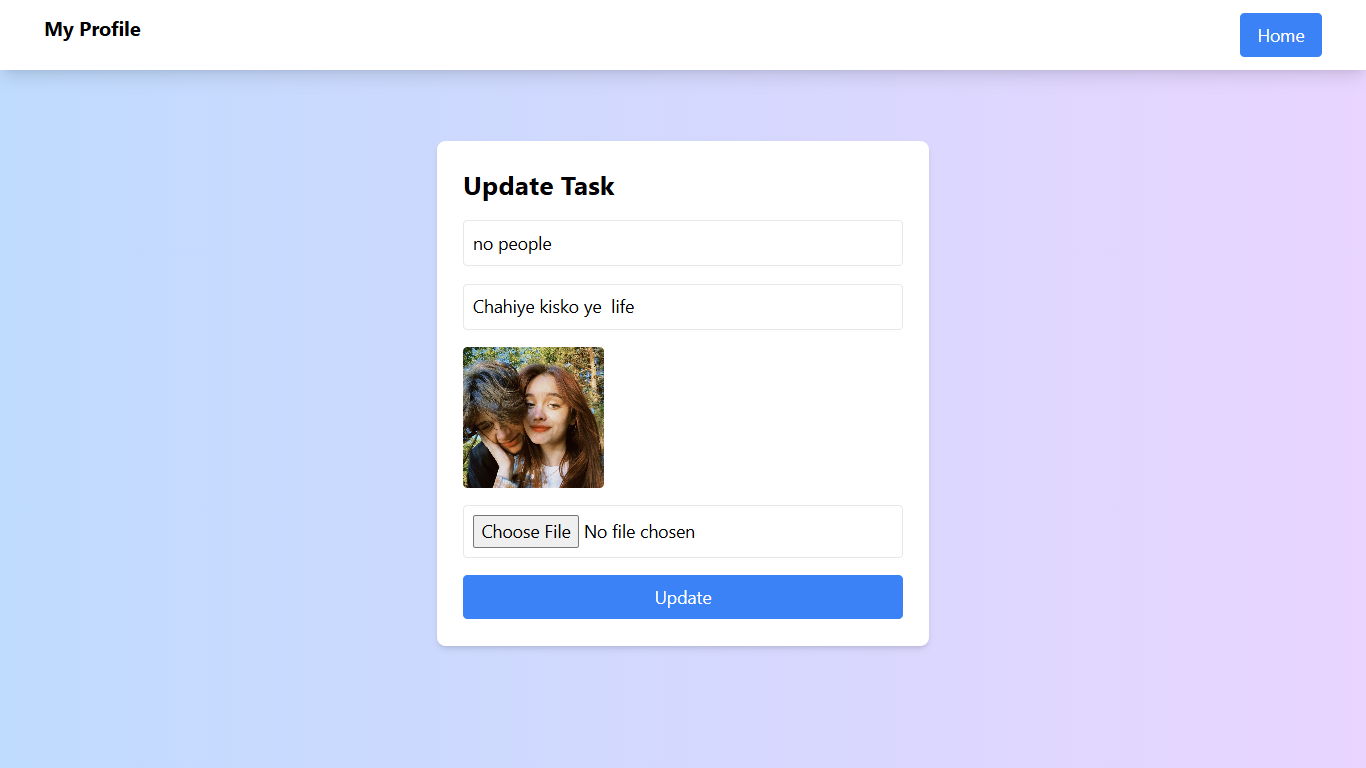 My Profile
Home
Update Task
no people
Chahiye kisko ye  life
Choose File No file chosen
Update